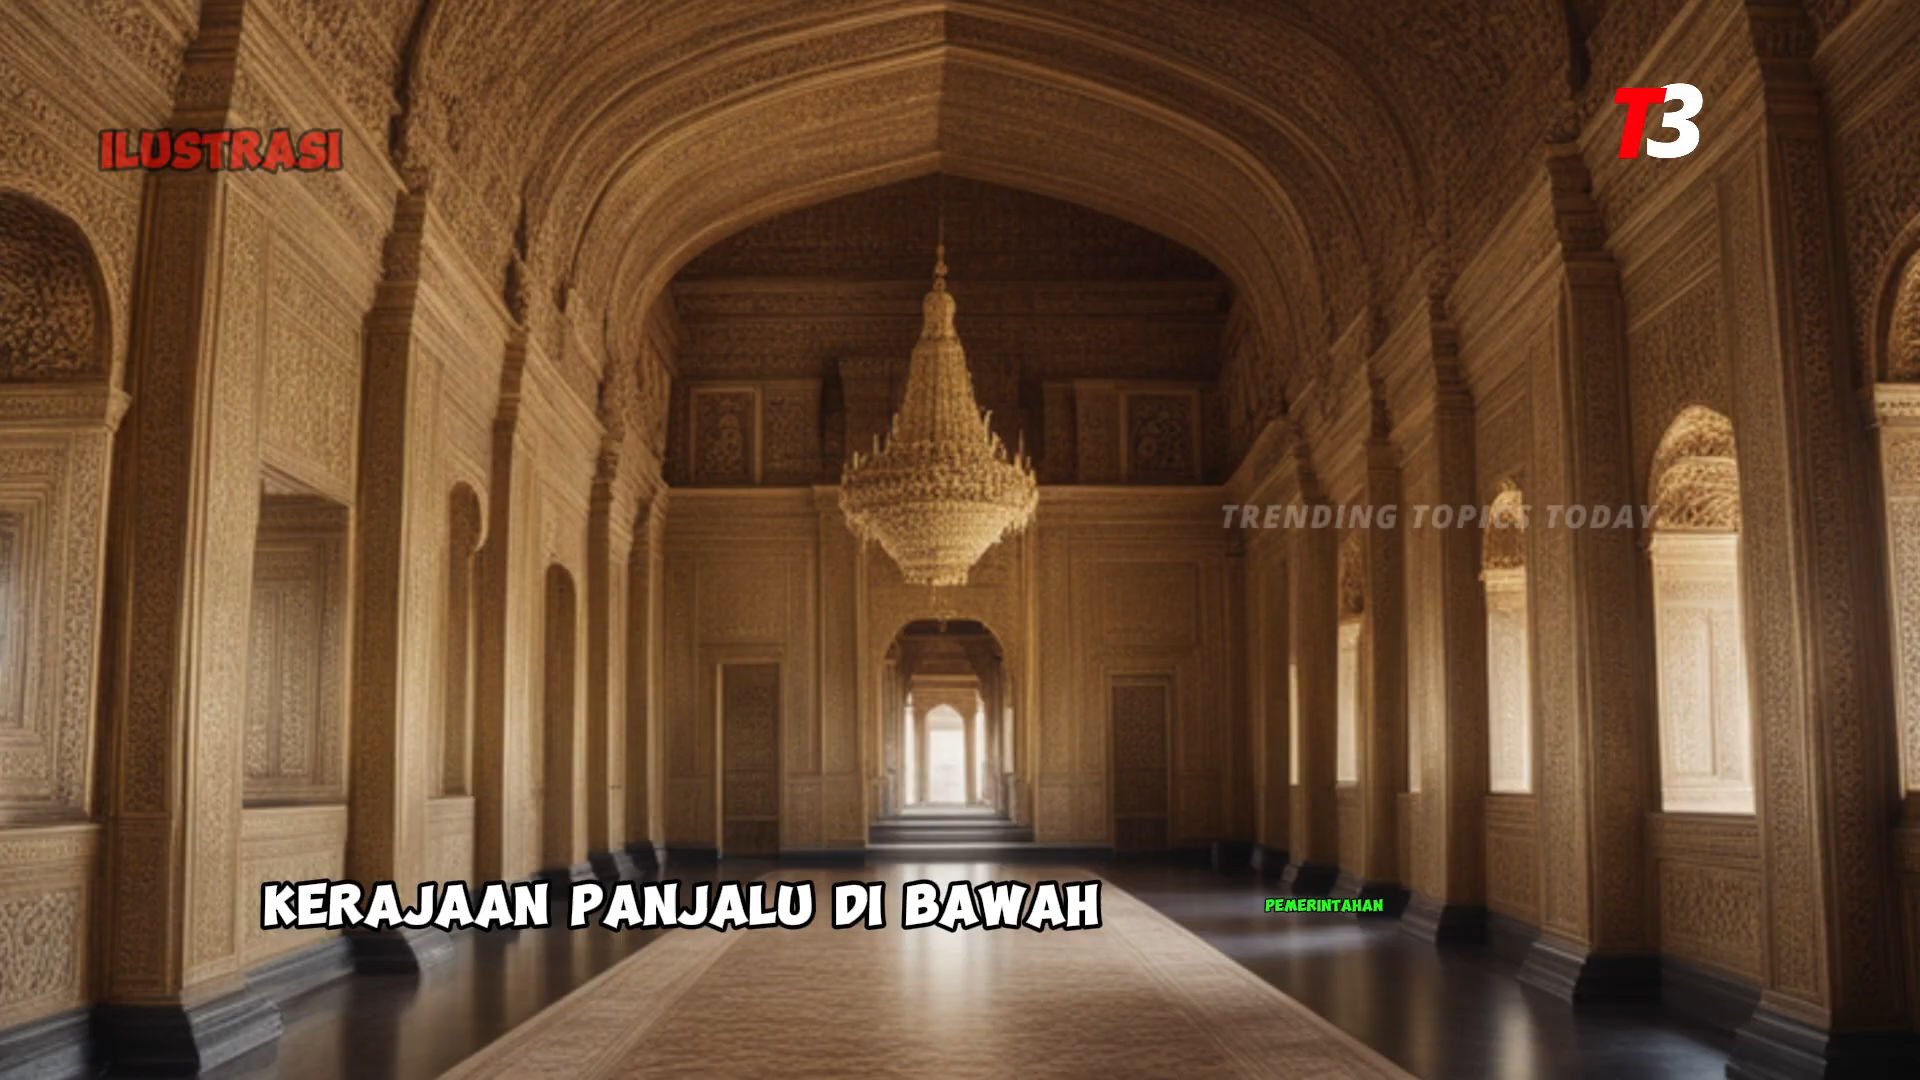 ILUSTRASI
T3
TRENDING TOPICS TODAY
KERAJAAN PANJALU DI BAWAH PEMERINTAHAN